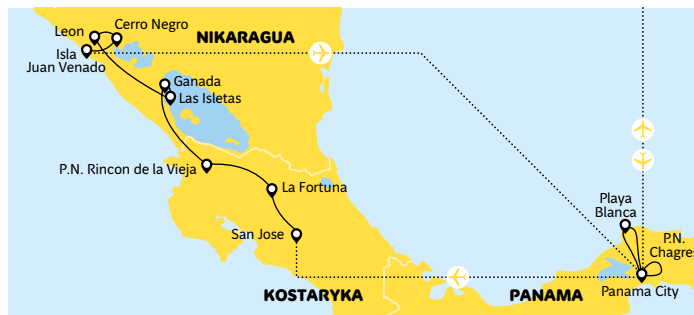 Leon
Cerro Negro
NIKARAGUA
Isla
Juan Venado
Ganada
Las Isletas
P.N. Rincon de la Vieja
La Fortuna
San Jose
Playa
Blanca
P.N.
Chagres
Panama City
KOSTARYKA
PANAMA